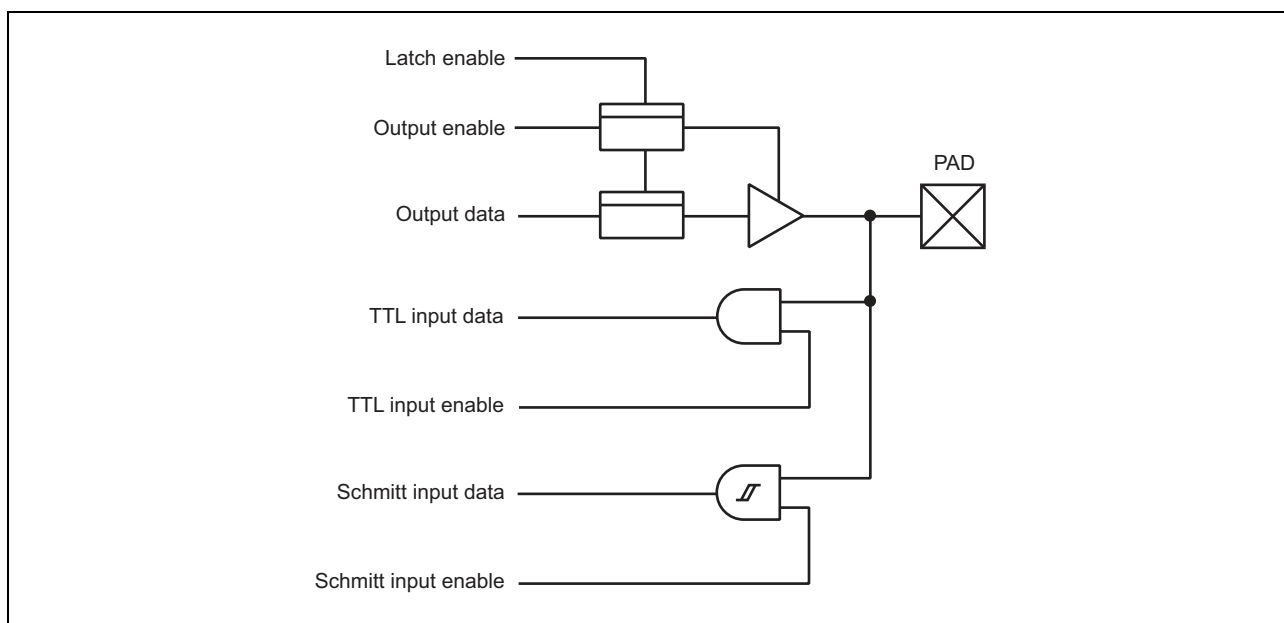 Latch enable
Output enable
PAD
Output data
TTL input data
TTL input enable
Schmitt input data
Schmitt input enable